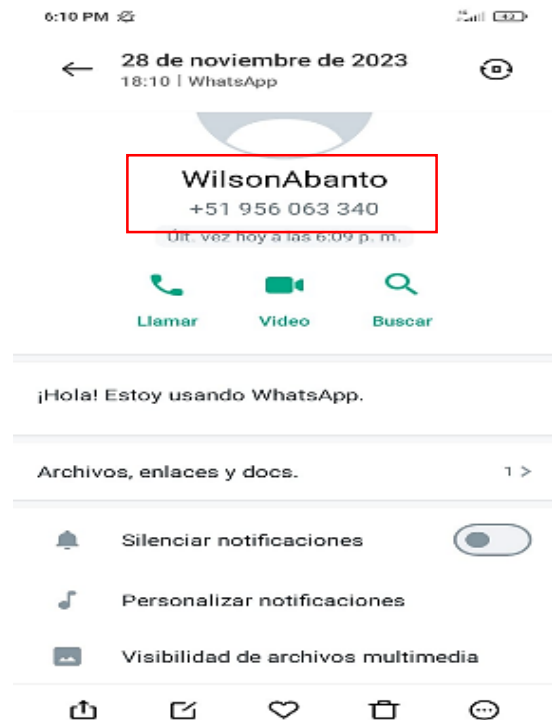 6:10 PM
42
28 de noviembre de 2023
18:10 | WhatsApp
WilsonAbanto
+51 956 063 340
Últ. vez hoy a las 6:09 p. m.
Llamar Video Buscar
¡Hola! Estoy usando WhatsApp.
Archivos, enlaces y docs. 1 >
Silenciar notificaciones
Personalizar notificaciones
Visibilidad de archivos multimedia